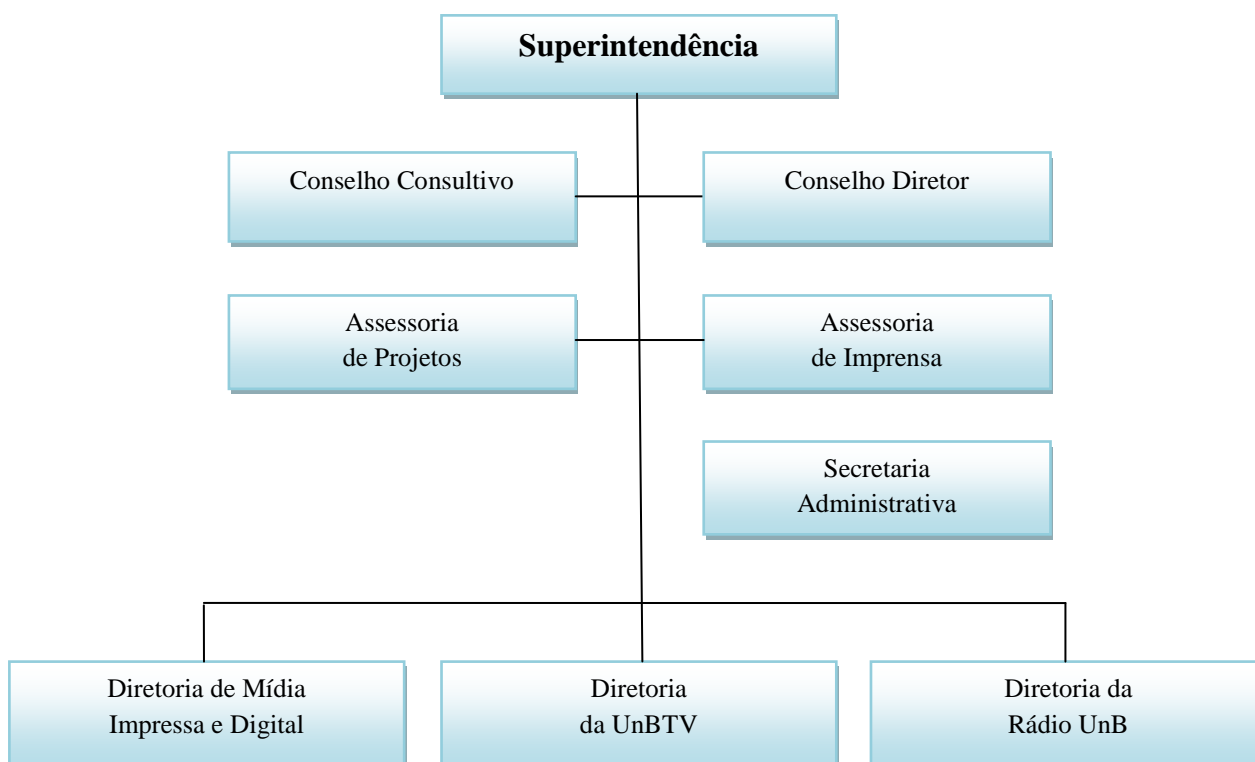 Superintendência
Conselho Consultivo
Conselho Diretor
Assessoria
de Projetos
Assessoria
de Imprensa
Secretaria
Administrativa
Diretoria de Mídia
Impressa e Digital
Diretoria
da UnBTV
Diretoria da
Rádio UnB